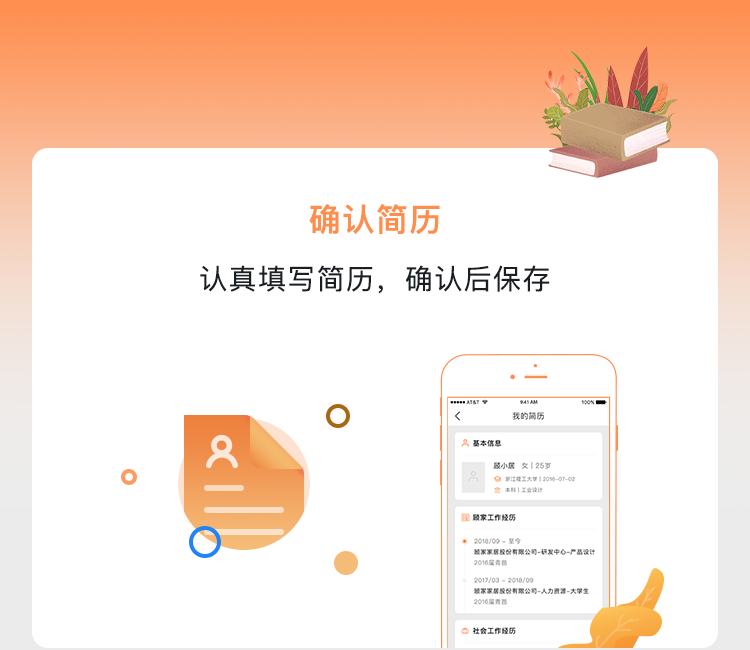 确认简历
认真填写简历，确认后保存
AT&T 9:41 AM 100%
我的简历
基本信息
顾小居 女 | 25岁
浙江理工大学 | 2016-07-02
本科 | 工业设计
顾家工作经历
2018/09 - 至今
顾家家居股份有限公司-研发中心-产品设计
2016届青苗
2017/03 - 2018/09
顾家家居股份有限公司-人力资源-大学生
2016届青苗
社会工作经历